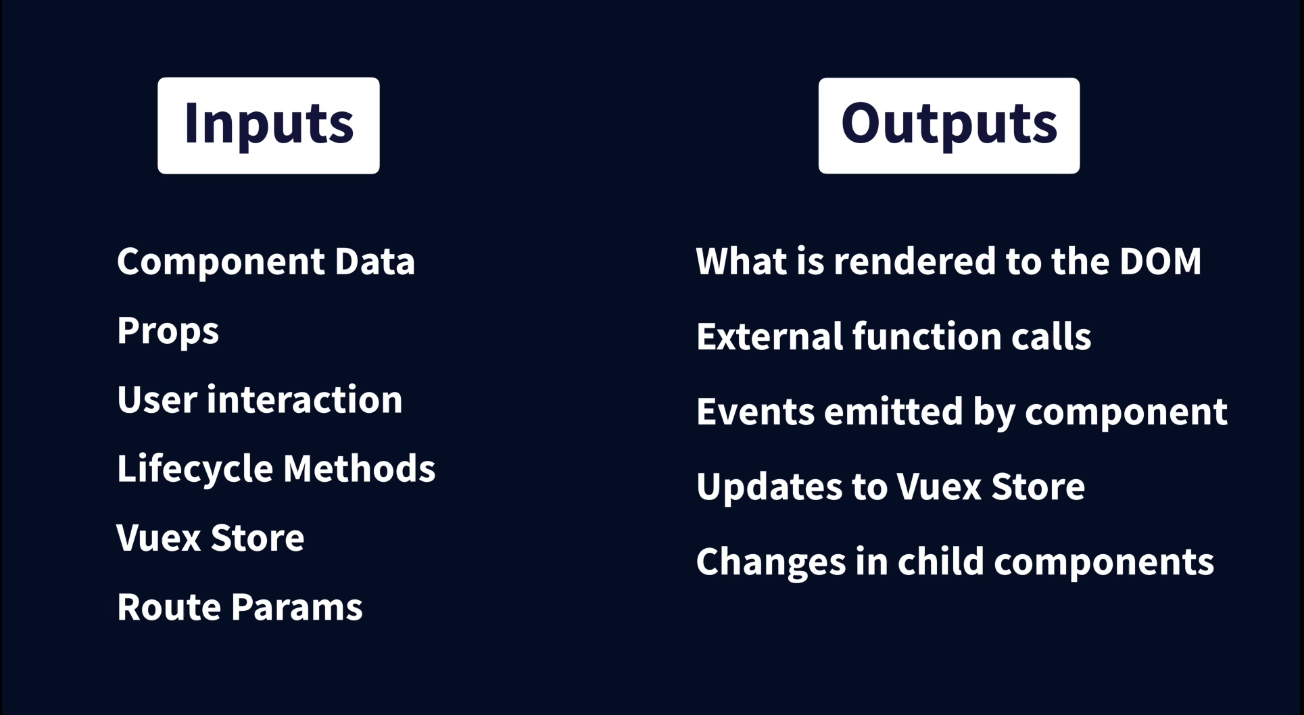 Inputs
Component Data
Props
User interaction
Lifecycle Methods
Vuex Store
Route Params
Outputs
What is rendered to the DOM
External function calls
Events emitted by component
Updates to Vuex Store
Changes in child components